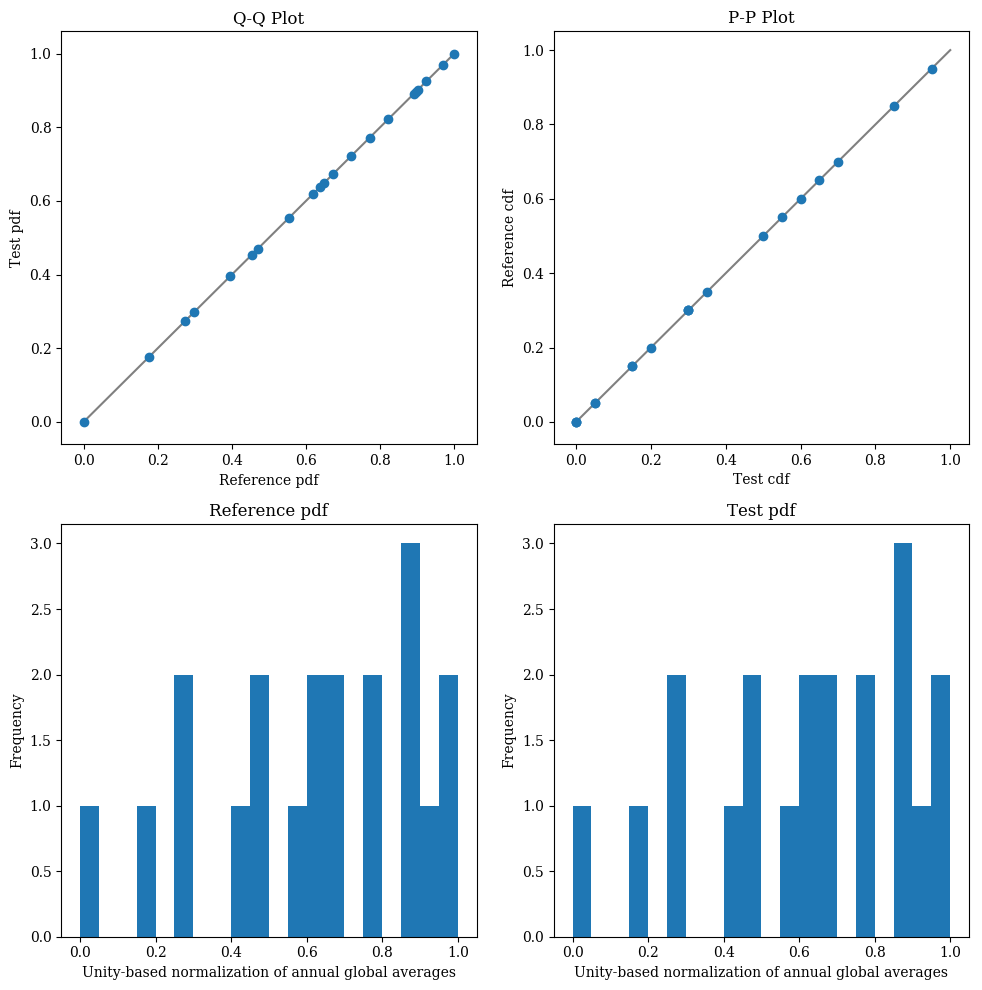 Q-Q Plot
1.0
0.8
0.6
0.4
0.2
0.0
Test pdf
0.0 0.2 0.4 0.6 0.8 1.0
Reference pdf
P-P Plot
1.0
0.8
0.6
0.4
0.2
0.0
Reference cdf
0.0 0.2 0.4 0.6 0.8 1.0
Test cdf
Reference pdf
3.0
2.5
2.0
1.5
1.0
0.5
0.0
Frequency
0.0 0.2 0.4 0.6 0.8 1.0
Unity-based normalization of annual global averages
Test pdf
3.0
2.5
2.0
1.5
1.0
0.5
0.0
Frequency
0.0 0.2 0.4 0.6 0.8 1.0
Unity-based normalization of annual global averages